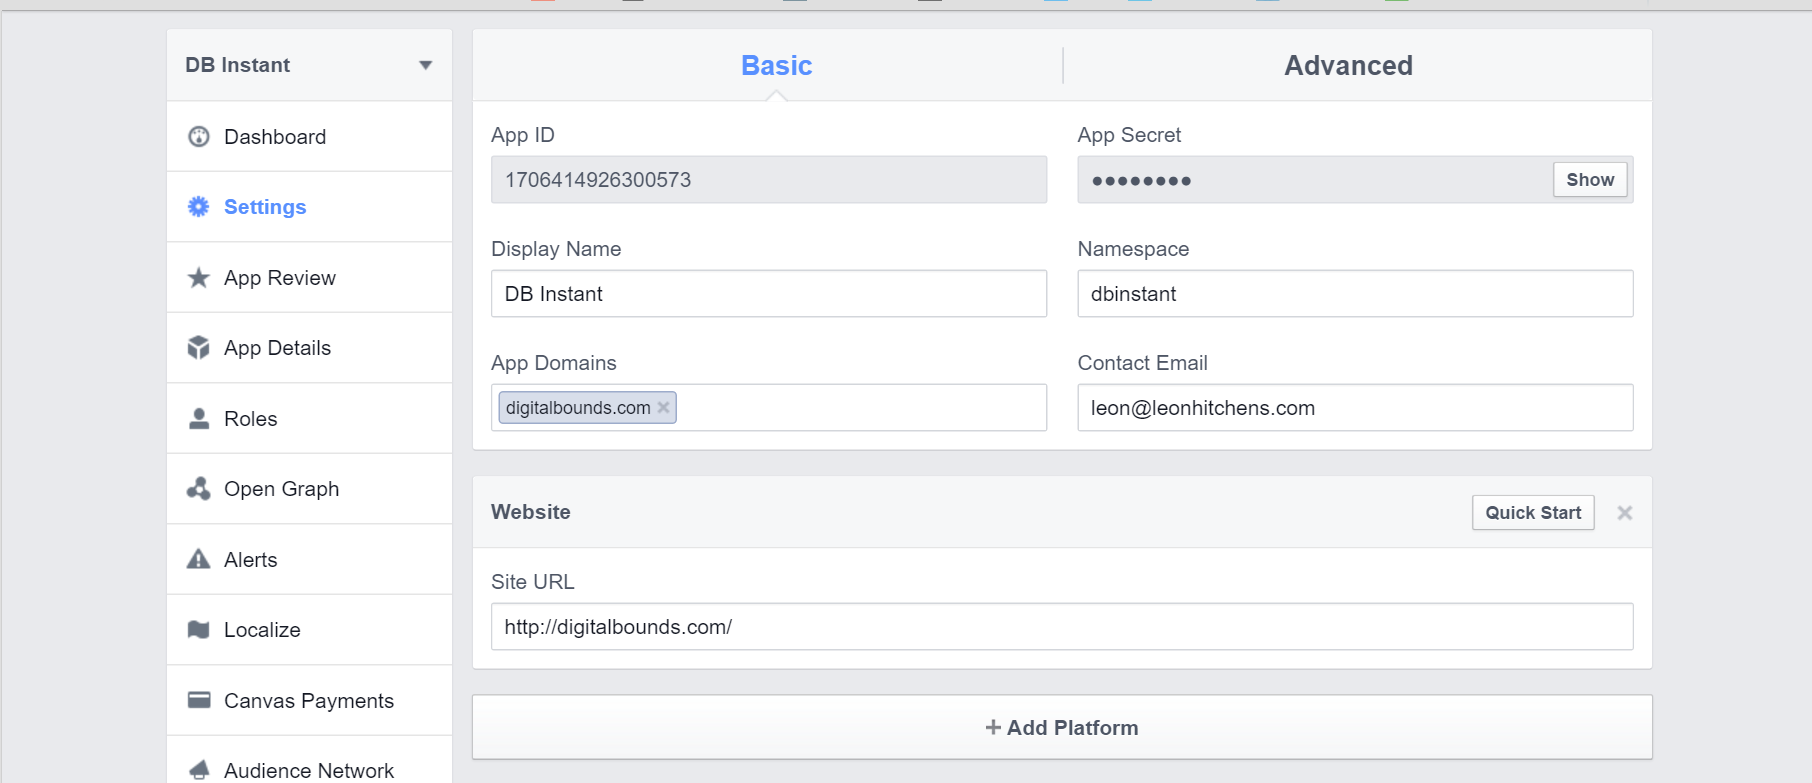 DB Instant
Dashboard
Settings
App Review
App Details
Roles
Open Graph
Alerts
Localize
Canvas Payments
Audience Network
Basic
Advanced
App ID
1706414926300573
App Secret
●●●●●●●●
Show
Display Name
DB Instant
Namespace
dbinstant
App Domains
digitalbounds.com
Contact Email
leon@leonhitchens.com
Website
Quick Start
Site URL
http://digitalbounds.com/
+ Add Platform